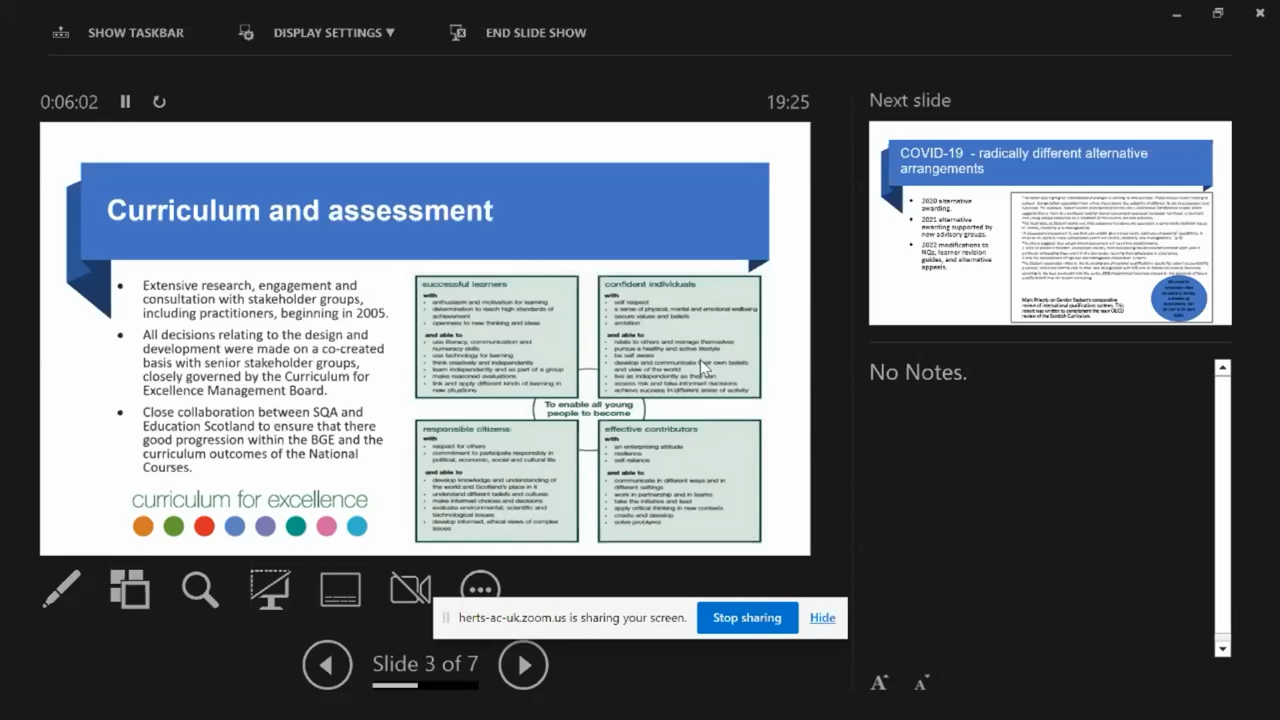 SHOW TASKBAR
DISPLAY SETTINGS ▼
END SLIDE SHOW
0:06:02
19:25
Next slide
Curriculum and assessment
• Extensive research, engagement and
consultation with stakeholder groups,
including practitioners, beginning in 2005.
• All decisions relating to the design and
development were made on a co-created
basis with senior stakeholder groups,
closely governed by the Curriculum for
Excellence Management Board.
• Close collaboration between SQA and
Education Scotland to ensure that there
good progression within the BGE and the
curriculum outcomes of the National
Courses.
curriculum for excellence
successful learners
with
• enthusiasm and motivation for learning
• determination to reach high standards of
achievement
• openness to new thinking and ideas
and able to
• use literacy, communication and
numeracy skills
• use technology for learning
• think creatively and independently
• learn independently and as part of a group
• make reasoned evaluations
• link and apply different kinds of learning in
new situations
confident individuals
with
• self respect
• a sense of physical, mental and emotional wellbeing
• secure values and beliefs
• ambition
and able to
• relate to others and manage themselves
• pursue a healthy and active lifestyle
• be self aware
• develop and communicate their own beliefs
and view of the world
• live as independently as they can
• assess risk and take informed decisions
• achieve success in different areas of activity
To enable all young
people to become
responsible citizens
with
• respect for others
• commitment to participate responsibly in
political, economic, social and cultural life
and able to
• develop knowledge and understanding of
the world and Scotland's place in it
• understand different beliefs and cultures
• make informed choices and decisions
• evaluate environmental, scientific and
technological issues
• develop informed, ethical views of complex
issues
effective contributors
with
• an enterprising attitude
• resilience
• self-reliance
and able to
• communicate in different ways and in
different settings
• work in partnership and in teams
• take the initiative and lead
• apply critical thinking in new contexts
• create and develop
• solve problems
COVID-19 - radically different alternative
arrangements
• 2020 alternative
awarding.
• 2021 alternative
awarding supported by
new advisory groups.
• 2022 modifications to
NQs, learner revision
guides, and alternative
appeals.
No Notes.
herts-ac-uk.zoom.us is sharing your screen.
Stop sharing
Hide
Slide 3 of 7